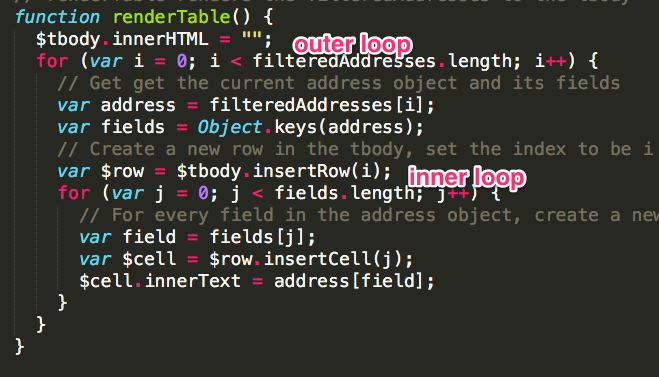 // renderTable renders the filteredAddresses to the tbody
function renderTable() {
$tbody.innerHTML = "";
outer loop
for (var i = 0; i < filteredAddresses.length; i++) {
// Get get the current address object and its fields
var address = filteredAddresses[i];
var fields = Object.keys(address);
// Create a new row in the tbody, set the index to be i
var $row = $tbody.insertRow(i);
inner loop
for (var j = 0; j < fields.length; j++) {
// For every field in the address object, create a new
var field = fields[j];
var $cell = $row.insertCell(j);
$cell.innerText = address[field];
}
}
}